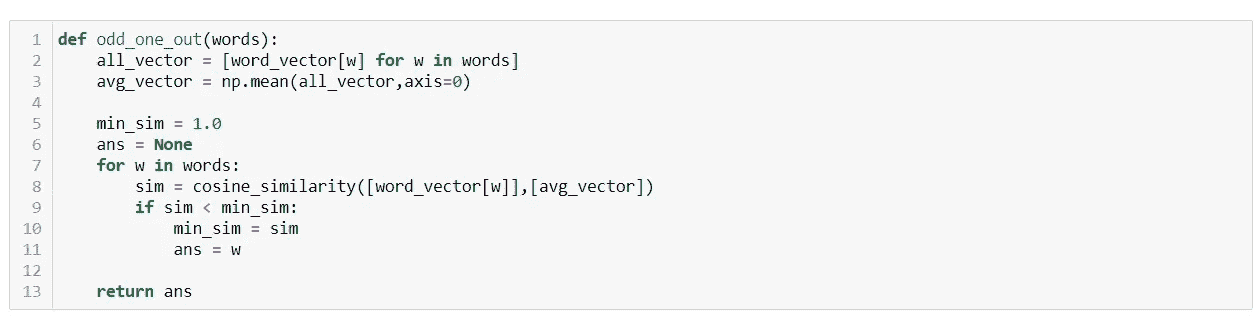 1 def odd_one_out(words):
2     all_vector = [word_vector[w] for w in words]
3     avg_vector = np.mean(all_vector,axis=0)
4
5     min_sim = 1.0
6     ans = None
7     for w in words:
8         sim = cosine_similarity([word_vector[w]],[avg_vector])
9         if sim < min_sim:
10             min_sim = sim
11             ans = w
12
13     return ans